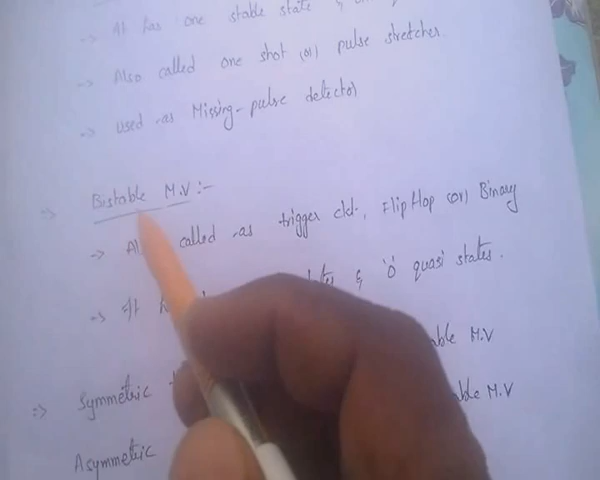 -> It has one stable state &
-> Also called one shot (or) pulse stretcher
-> used as Missing-pulse detector
=> Bistable M.V :-
-> called as trigger ckt, Flip Flop (or) Binary
-> It & '0' quasi states.
able M.V
=> Symmetric able M.V
Asymmetric